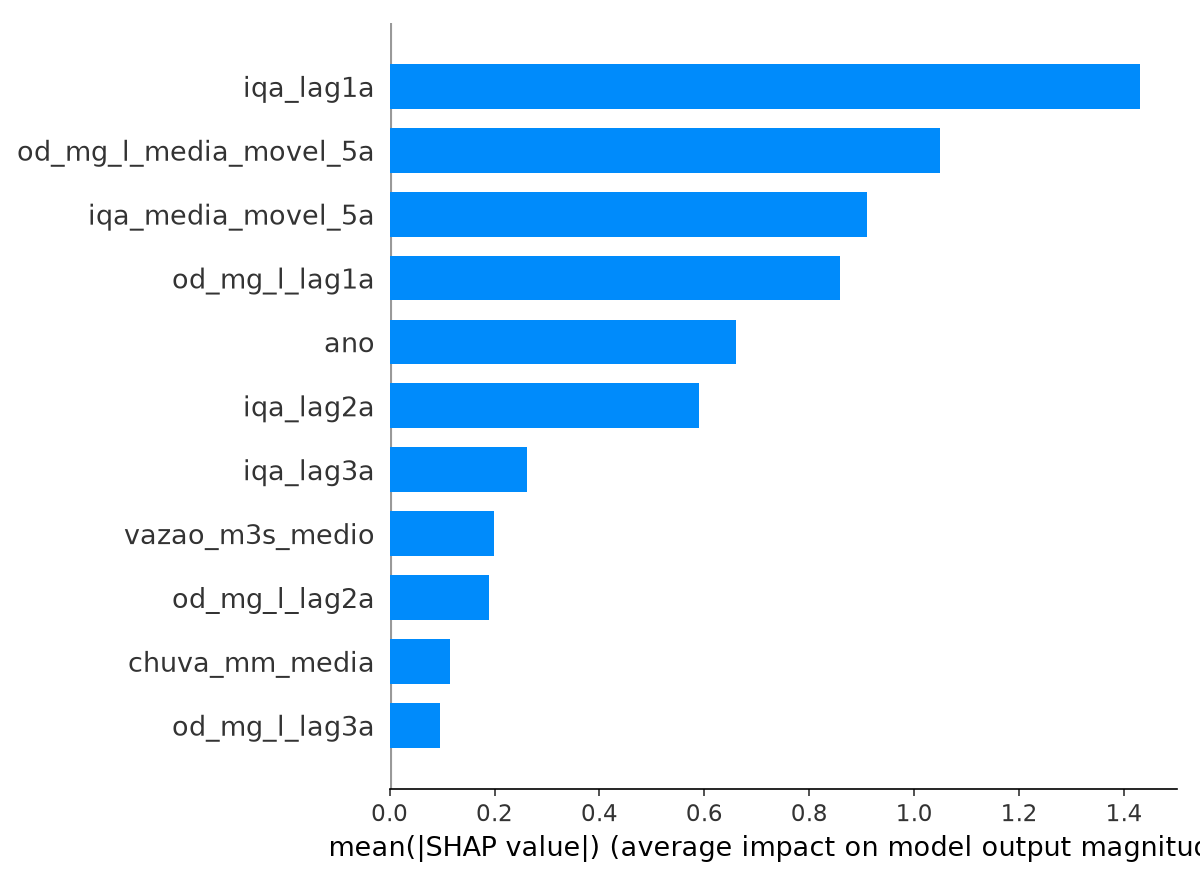 iqa_lag1a
od_mg_l_media_movel_5a
iqa_media_movel_5a
od_mg_l_lag1a
ano
iqa_lag2a
iqa_lag3a
vazao_m3s_medio
od_mg_l_lag2a
chuva_mm_media
od_mg_l_lag3a
0.0 0.2 0.4 0.6 0.8 1.0 1.2 1.4
mean(|SHAP value|) (average impact on model output